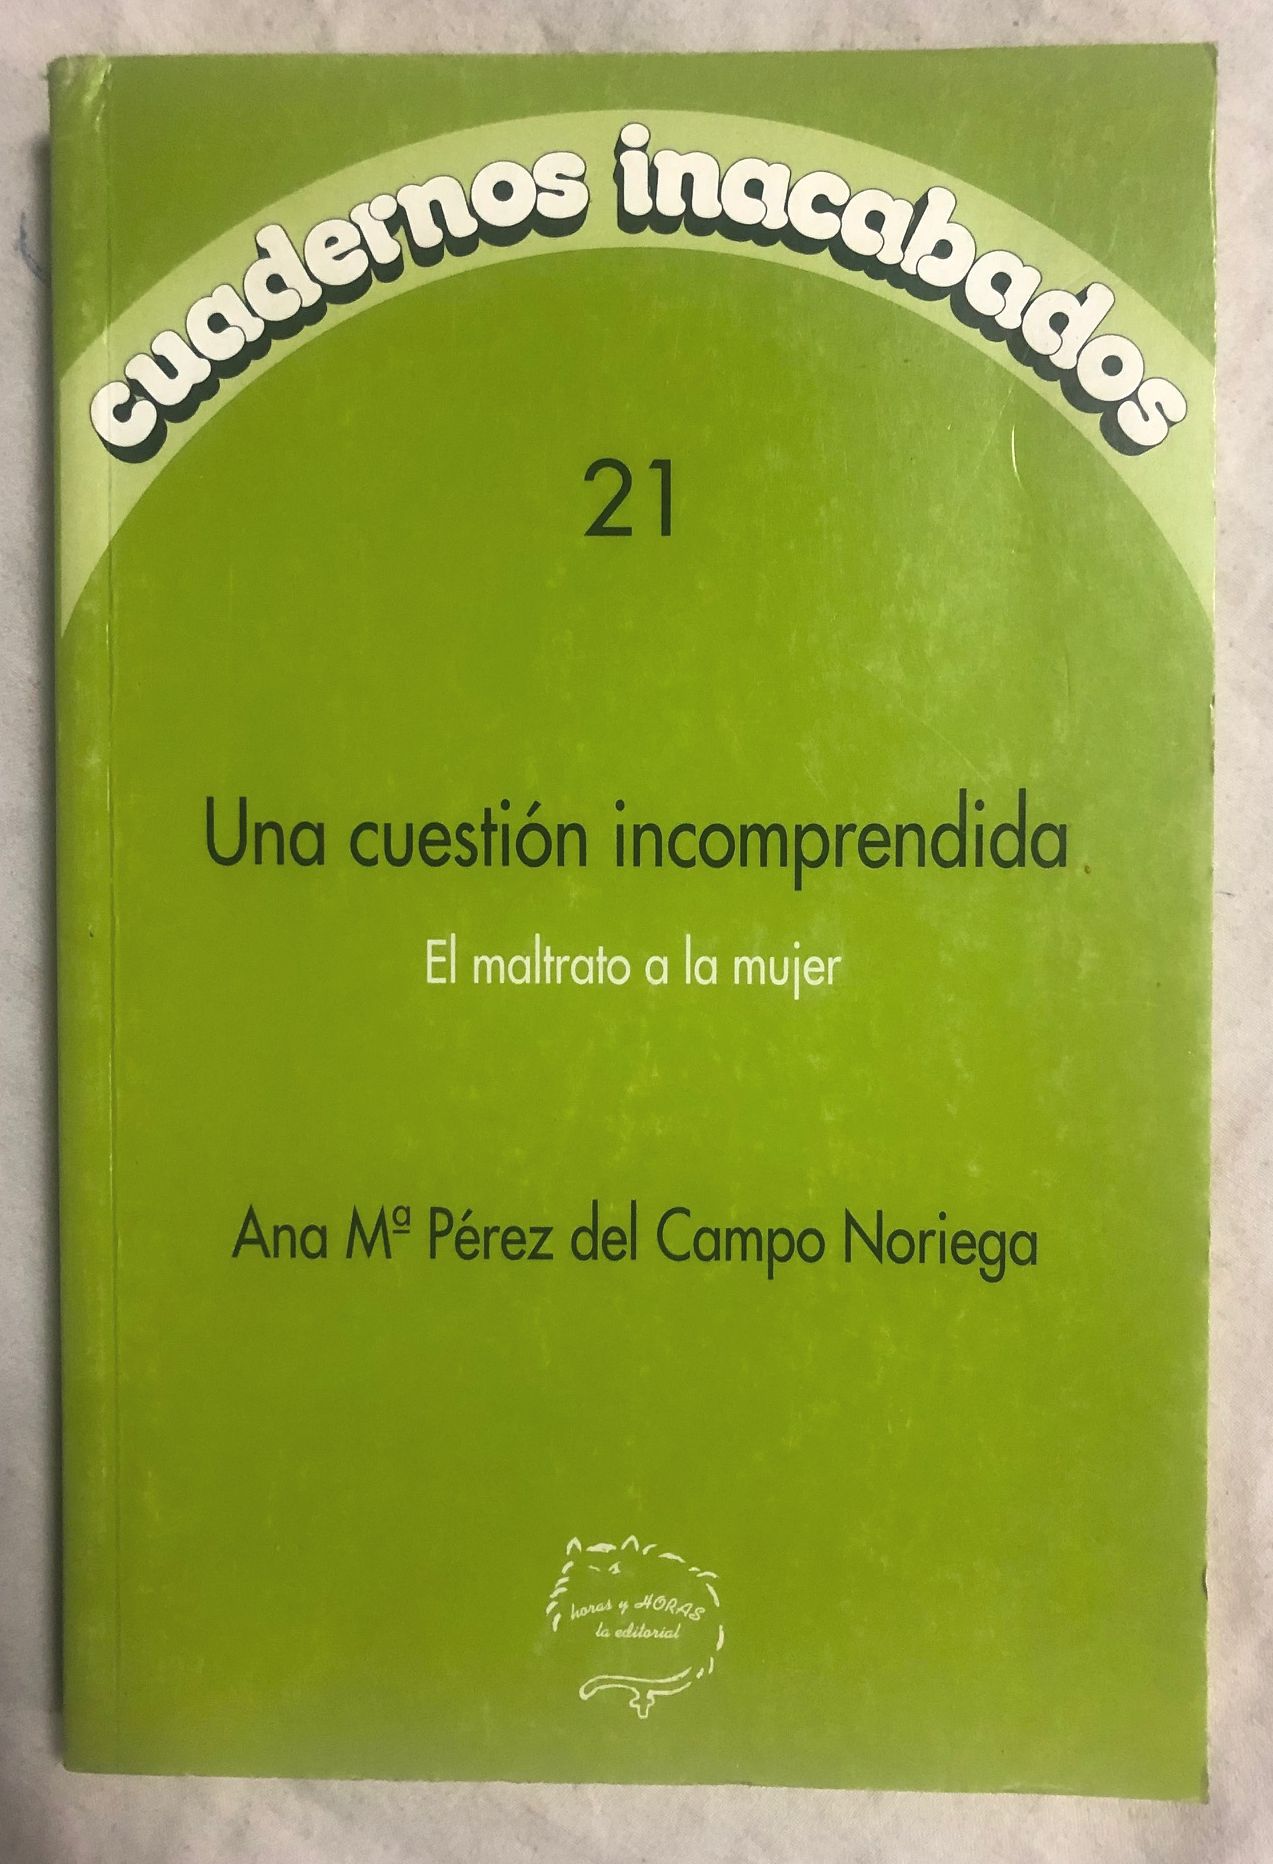 cuadernos inacabados
21
Una cuestión incomprendida
El maltrato a la mujer
Ana Mª Pérez del Campo Noriega
horas y HORAS
la editorial